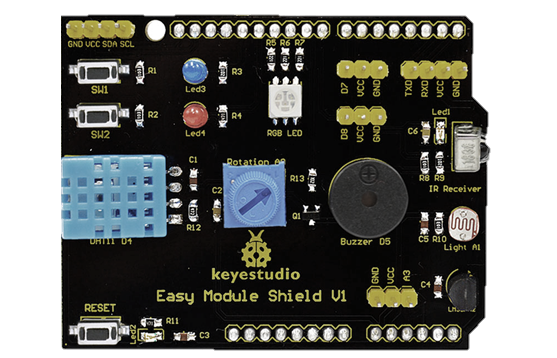 GND VCC SDA SCL
R5 R6 R7
SW1
R1
Led3
R3
D7 VCC GND
TXD RXD VCC GND
SW2
R2
Led4
R4
RGB LED
D8 VCC GND
Led1
C6
R8 R9
IR Receiver
C1
Rotation A0
R13
C2
Q1
R12
DHT11 D4
Buzzer D5
C5 R10
Light A1
keyestudio
Easy Module Shield V1
GND VCC A3
C4
RESET
Led2
R11
C3